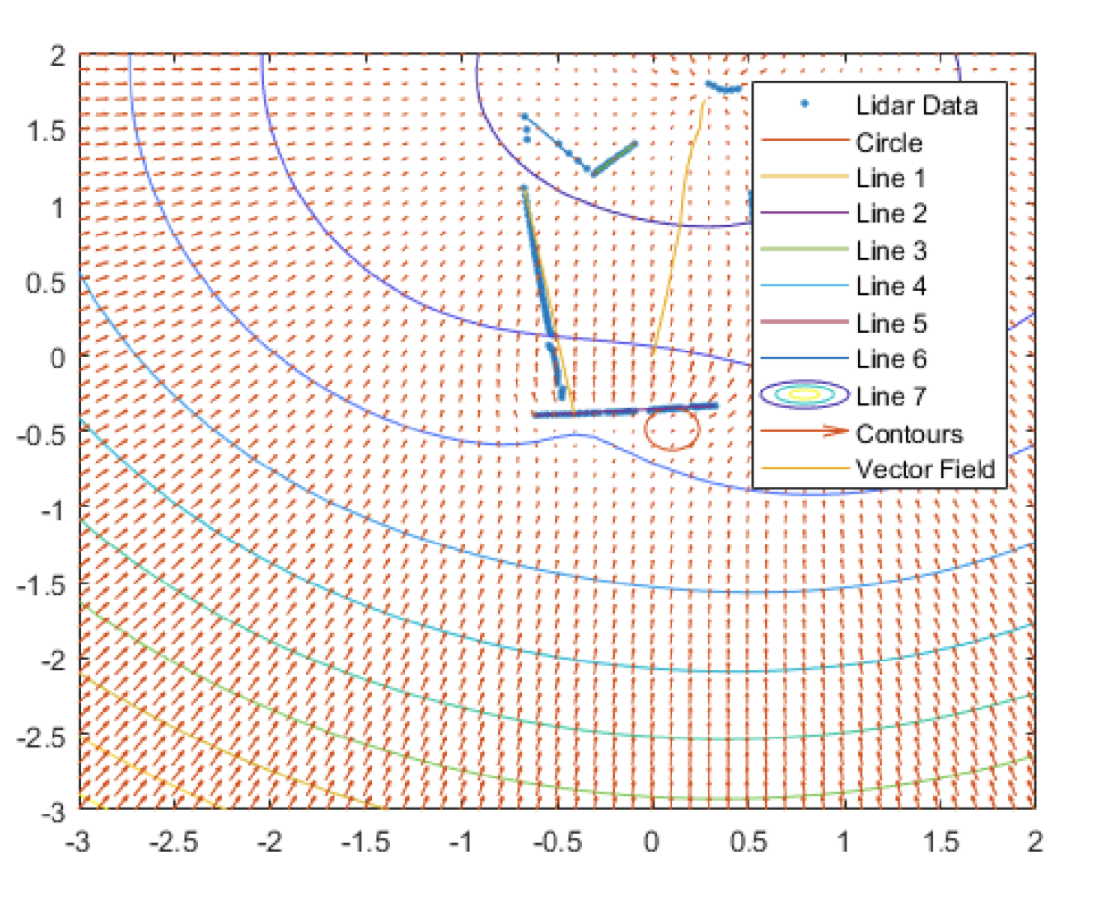 2
1.5
1
0.5
0
-0.5
-1
-1.5
-2
-2.5
-3
-3 -2.5 -2 -1.5 -1 -0.5 0 0.5 1 1.5 2
Lidar Data
Circle
Line 1
Line 2
Line 3
Line 4
Line 5
Line 6
Line 7
Contours
Vector Field